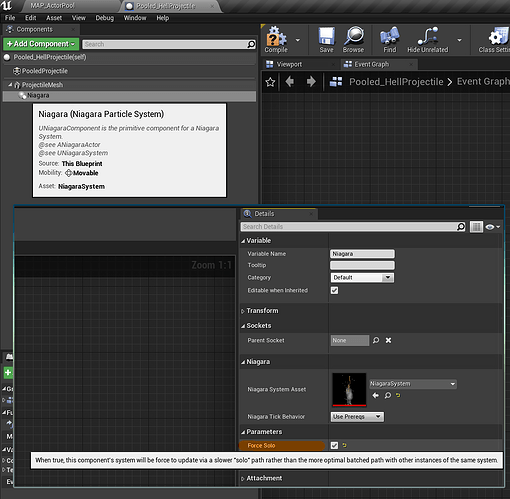 MAP_ActorPool
Pooled_HellProjectile
File Edit Asset View Debug Window Help
Components
+ Add Component
Search
Pooled_HellProjectile(self)
PooledProjectile
ProjectileMesh
Niagara
Compile
Save
Browse
Find
Hide Unrelated
Class Setti
Viewport
Event Graph
Pooled_HellProjectile > Event Graph
Niagara (Niagara Particle System)
UNiagaraComponent is the primitive component for a Niagara
System.
@see ANiagaraActor
@see UNiagaraSystem
Source: This Blueprint
Mobility: Movable
Asset: NiagaraSystem
Zoom 1:1
Details
Search Details
Variable
Variable Name Niagara
Tooltip
Category Default
Editable when Inherited
Transform
Sockets
Parent Socket None
Niagara
Niagara System Asset NiagaraSystem
Niagara Tick Behavior Use Prereqs
Parameters
Force Solo
When true, this component's system will be force to update via a slower "solo" path rather than the more optimal batched path with other instances of the same system.
Attachment